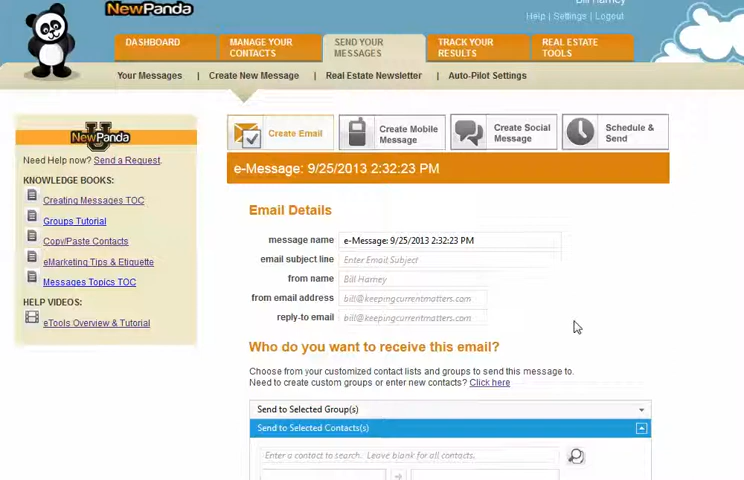 Bill Harney
NewPanda
Help | Settings | Logout
DASHBOARD
MANAGE YOUR CONTACTS
SEND YOUR MESSAGES
TRACK YOUR RESULTS
REAL ESTATE TOOLS
Your Messages | Create New Message | Real Estate Newsletter | Auto-Pilot Settings
U
NewPanda
Need Help now? Send a Request.
KNOWLEDGE BOOKS:
Creating Messages TOC
Groups Tutorial
Copy/Paste Contacts
eMarketing Tips & Etiquette
Messages Topics TOC
HELP VIDEOS:
eTools Overview & Tutorial
Create Email
Create Mobile Message
Create Social Message
Schedule & Send
e-Message: 9/25/2013 2:32:23 PM
Email Details
message name e-Message: 9/25/2013 2:32:23 PM
email subject line Enter Email Subject
from name Bill Harney
from email address bill@keepingcurrentmatters.com
reply-to email bill@keepingcurrentmatters.com
Who do you want to receive this email?
Choose from your customized contact lists and groups to send this message to.
Need to create custom groups or enter new contacts? Click here
Send to Selected Group(s)
Send to Selected Contacts(s)
Enter a contact to search. Leave blank for all contacts.